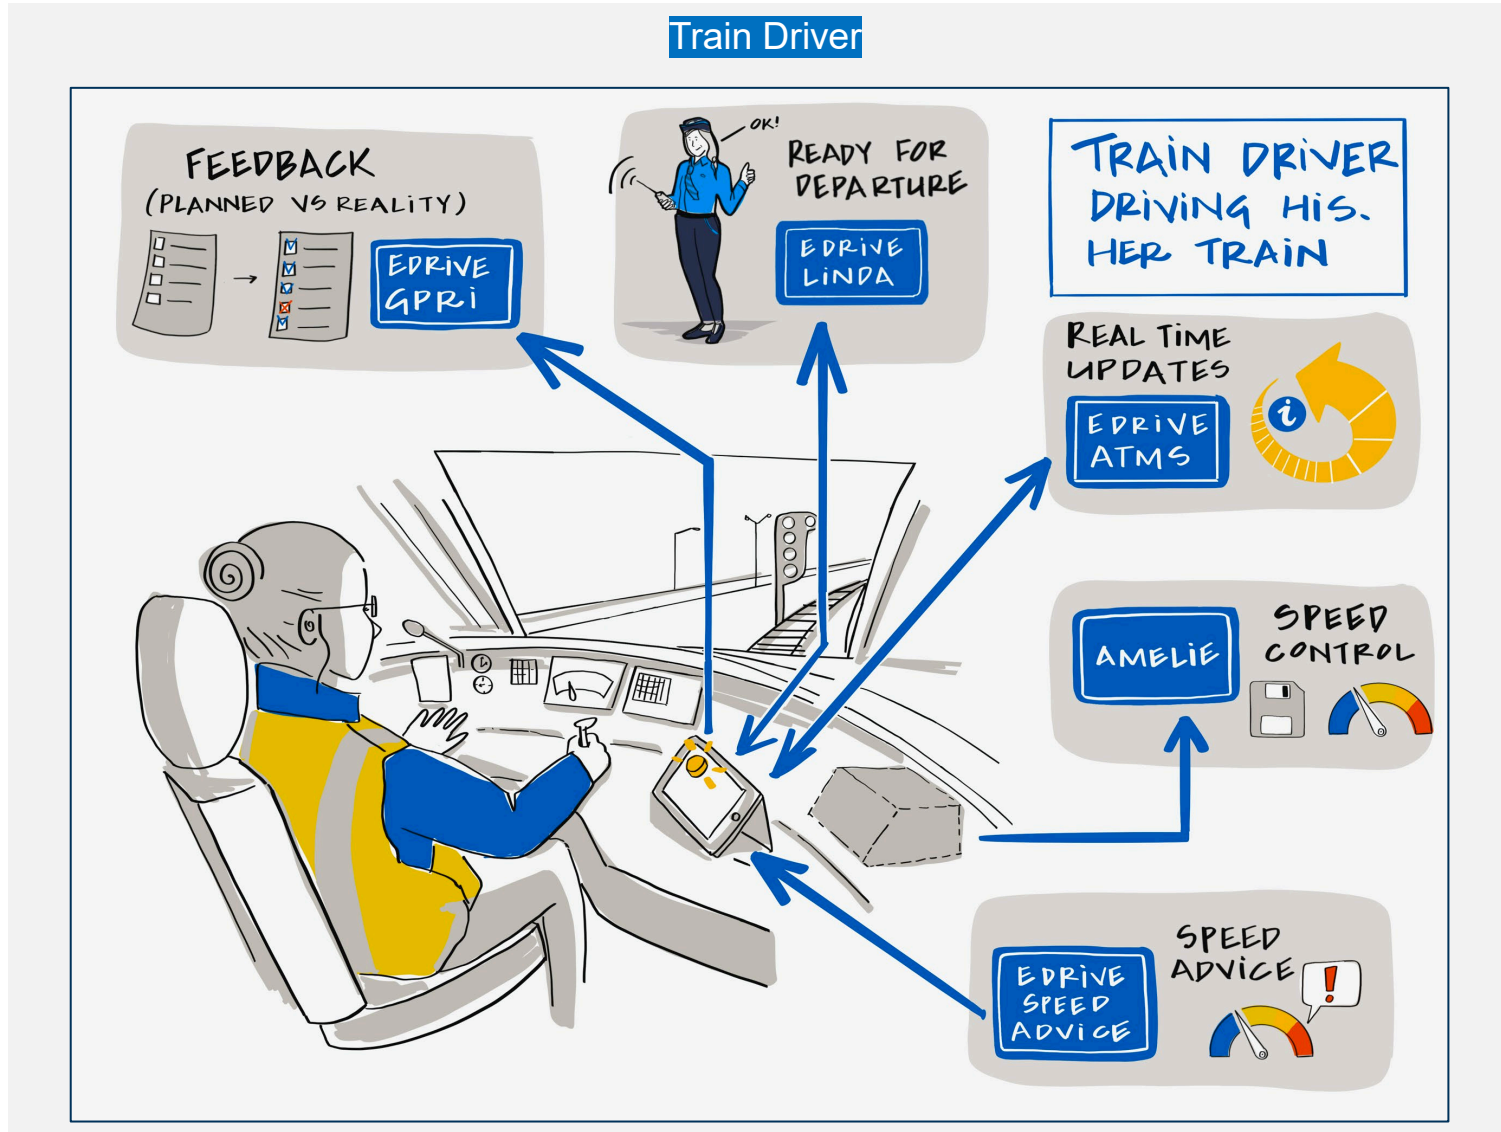 Train Driver
FEEDBACK
(PLANNED VS REALITY)
EDRIVE
GPRI
OK!
READY FOR
DEPARTURE
EDRIVE
LINDA
TRAIN DRIVER
DRIVING HIS.
HER TRAIN
REAL TIME
UPDATES
EDRIVE
ATMS
i
AMELIE
SPEED
CONTROL
SPEED
ADVICE
!
EDRIVE
SPEED
ADVICE